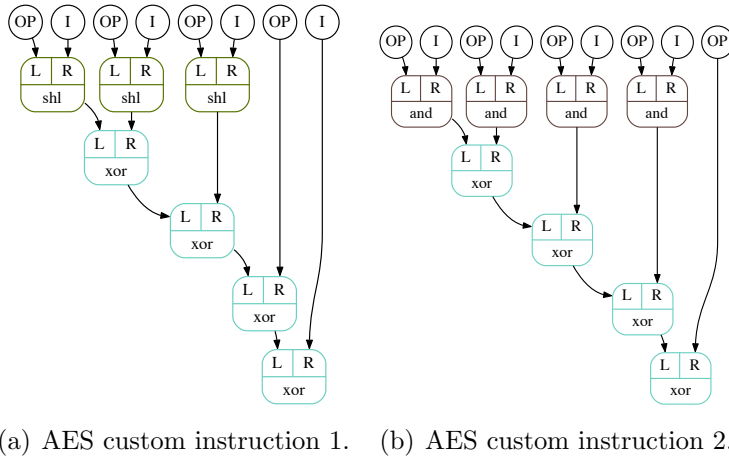 OP I OP I OP I OP I
L R L R L R
shl shl shl
L R
xor
L R
xor
L R
xor
L R
xor
(a) AES custom instruction 1.
OP I OP I OP I OP I OP
L R L R L R L R
and and and and
L R
xor
L R
xor
L R
xor
L R
xor
(b) AES custom instruction 2.